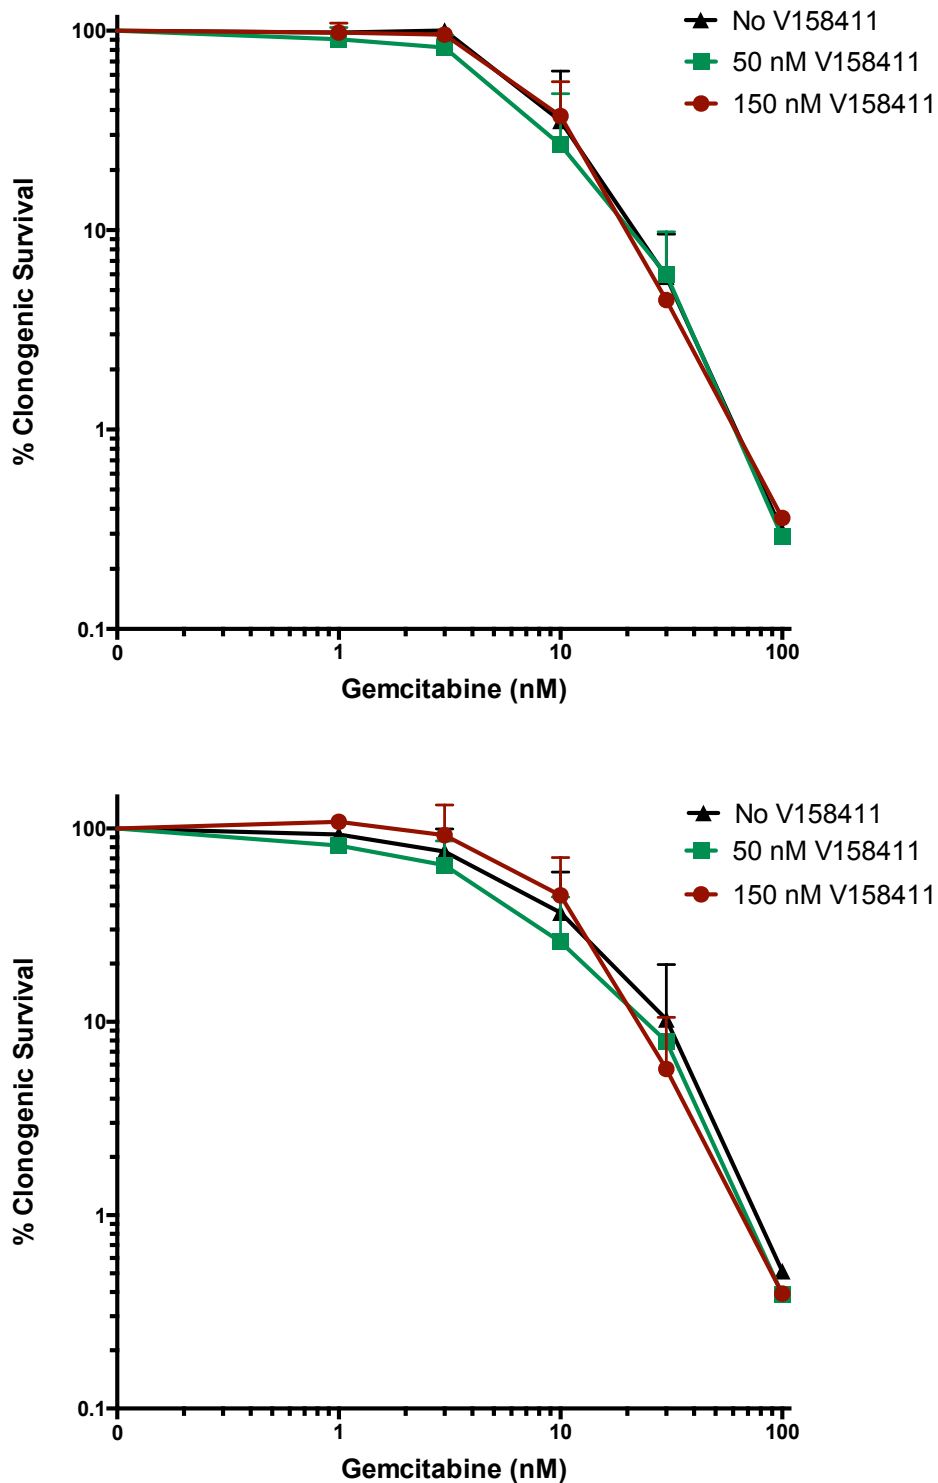 No V158411
50 nM V158411
150 nM V158411
100
10
1
0.1
% Clonogenic Survival
0 1 10 100
Gemcitabine (nM)
No V158411
50 nM V158411
150 nM V158411
100
10
1
0.1
% Clonogenic Survival
0 1 10 100
Gemcitabine (nM)